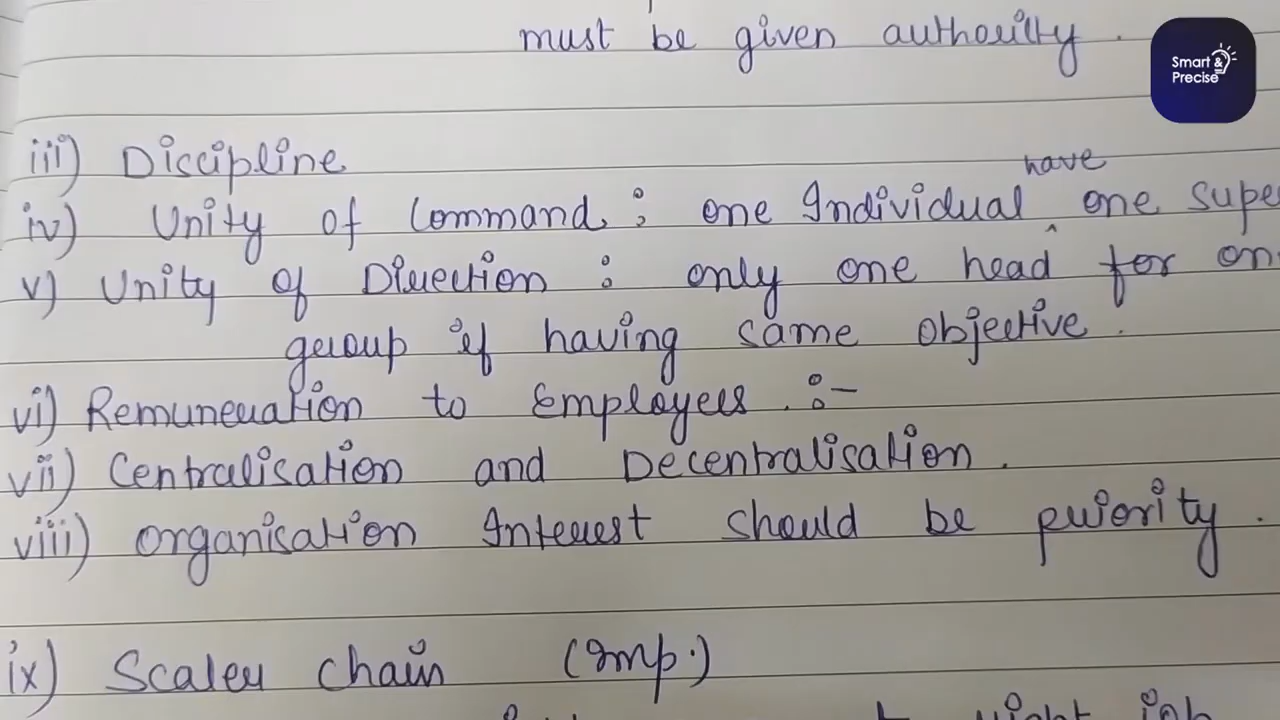 must be given authority.
Smart &
Precise
iii) Discipline
have
iv) Unity of Command : one Individual ^ one supe
v) Unity of Direction : only one head for on
group if having same objective.
vi) Remuneration to Employees :-
vii) Centralisation and Decentralisation.
viii) Organisation Interest should be priority.
ix) Scaler chain (Imp.)
right job